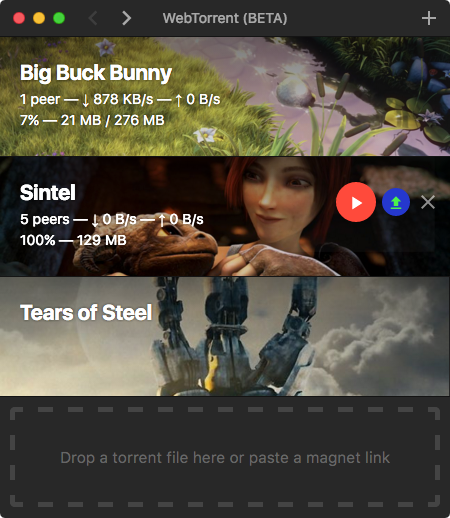 WebTorrent (BETA)
Big Buck Bunny
1 peer — ↓ 878 KB/s — ↑ 0 B/s
7% — 21 MB / 276 MB
Sintel
5 peers — ↓ 0 B/s — ↑ 0 B/s
100% — 129 MB
Tears of Steel
Drop a torrent file here or paste a magnet link